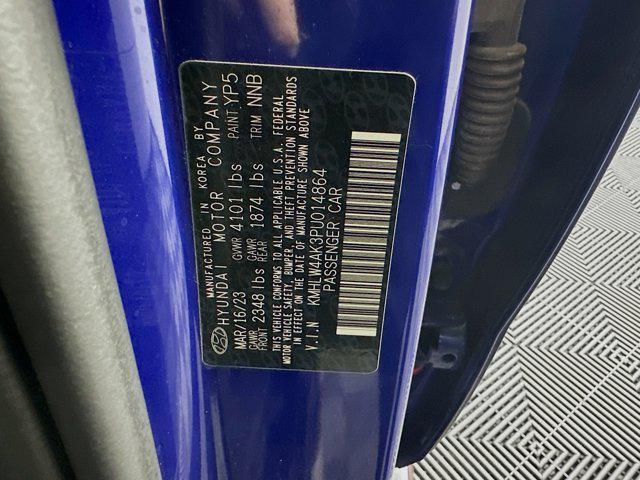 MANUFACTURED IN KOREA BY
HYUNDAI MOTOR COMPANY
MAR/16/23 GVWR 4101 lbs PAINT YP5
GAWR FRONT 2348 lbs GAWR REAR 1874 lbs TRIM NNB
THIS VEHICLE CONFORMS TO ALL APPLICABLE U.S.A. FEDERAL
MOTOR VEHICLE SAFETY, BUMPER, AND THEFT PREVENTION STANDARDS
IN EFFECT ON THE DATE OF MANUFACTURE SHOWN ABOVE
V.I.N KMHLW4AK3PU014864
PASSENGER CAR